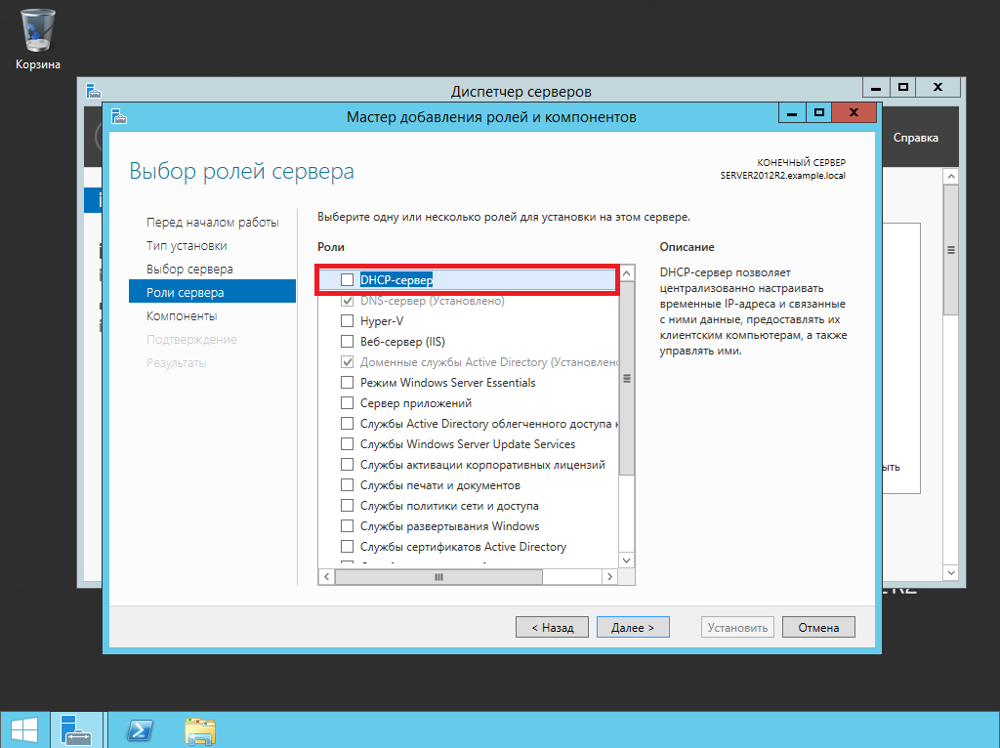 Корзина
Диспетчер серверов
Мастер добавления ролей и компонентов
Справка
Выбор ролей сервера
КОНЕЧНЫЙ СЕРВЕР
SERVER2012R2.example.local
Перед началом работы
Тип установки
Выбор сервера
Роли сервера
Компоненты
Подтверждение
Результаты
Выберите одну или несколько ролей для установки на этом сервере.
Роли
DHCP-сервер
DNS-сервер (Установлено)
Hyper-V
Веб-сервер (IIS)
Доменные службы Active Directory (Установлено
Режим Windows Server Essentials
Сервер приложений
Службы Active Directory облегченного доступа к
Службы Windows Server Update Services
Службы активации корпоративных лицензий
Службы печати и документов
Службы политики сети и доступа
Службы развертывания Windows
Службы сертификатов Active Directory
Описание
DHCP-сервер позволяет
централизованно настраивать
временные IP-адреса и связанные
с ними данные, предоставлять их
клиентским компьютерам, а также
управлять ими.
ыть
R2
< Назад
Далее >
Установить
Отмена